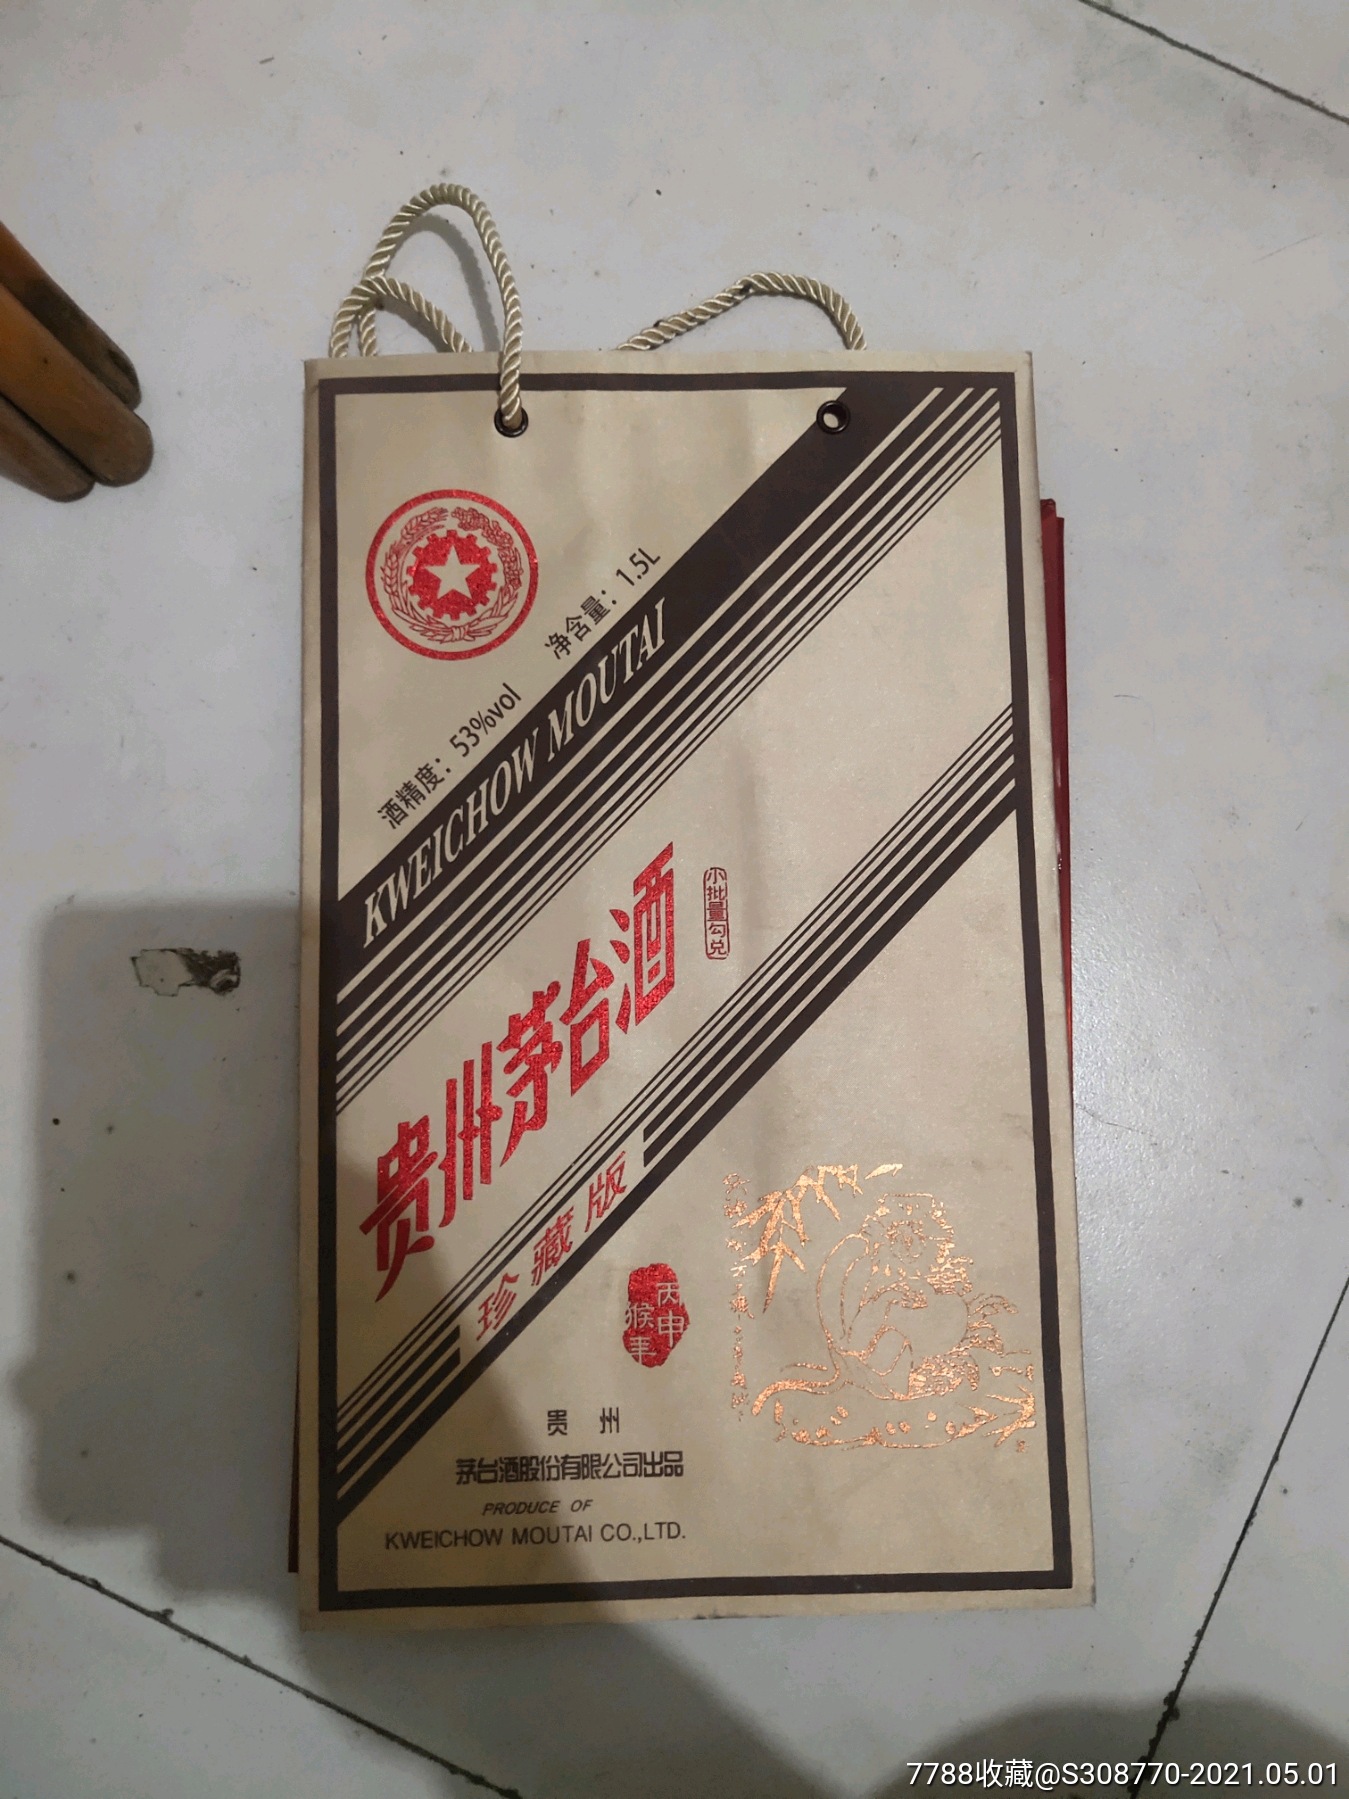 净含量：1.5L
酒精度：53%vol
KWEICHOW MOUTAI
贵州茅台酒
小批量勾兑
珍藏版
丙申
猴年
贵州
茅台酒股份有限公司出品
PRODUCE OF
KWEICHOW MOUTAI CO.,LTD.
7788收藏@S308770-2021.05.01